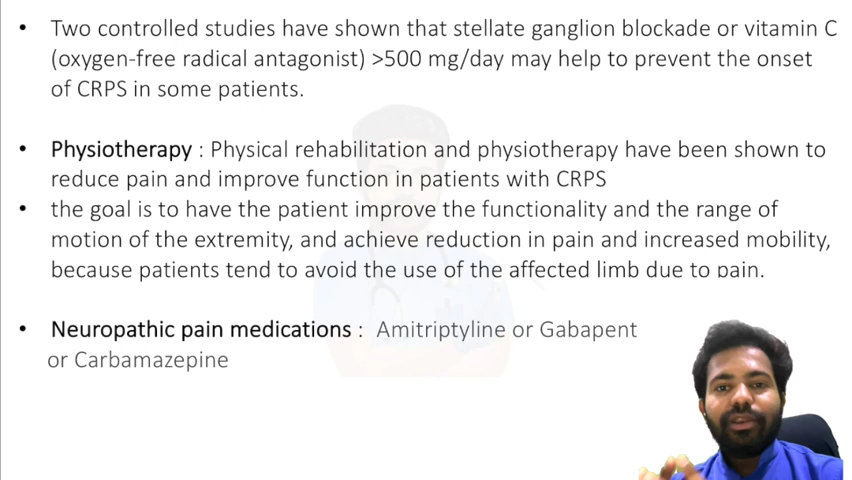 • Two controlled studies have shown that stellate ganglion blockade or vitamin C
(oxygen-free radical antagonist) >500 mg/day may help to prevent the onset
of CRPS in some patients.
• Physiotherapy : Physical rehabilitation and physiotherapy have been shown to
reduce pain and improve function in patients with CRPS
• the goal is to have the patient improve the functionality and the range of
motion of the extremity, and achieve reduction in pain and increased mobility,
because patients tend to avoid the use of the affected limb due to pain.
• Neuropathic pain medications : Amitriptyline or Gabapent
or Carbamazepine